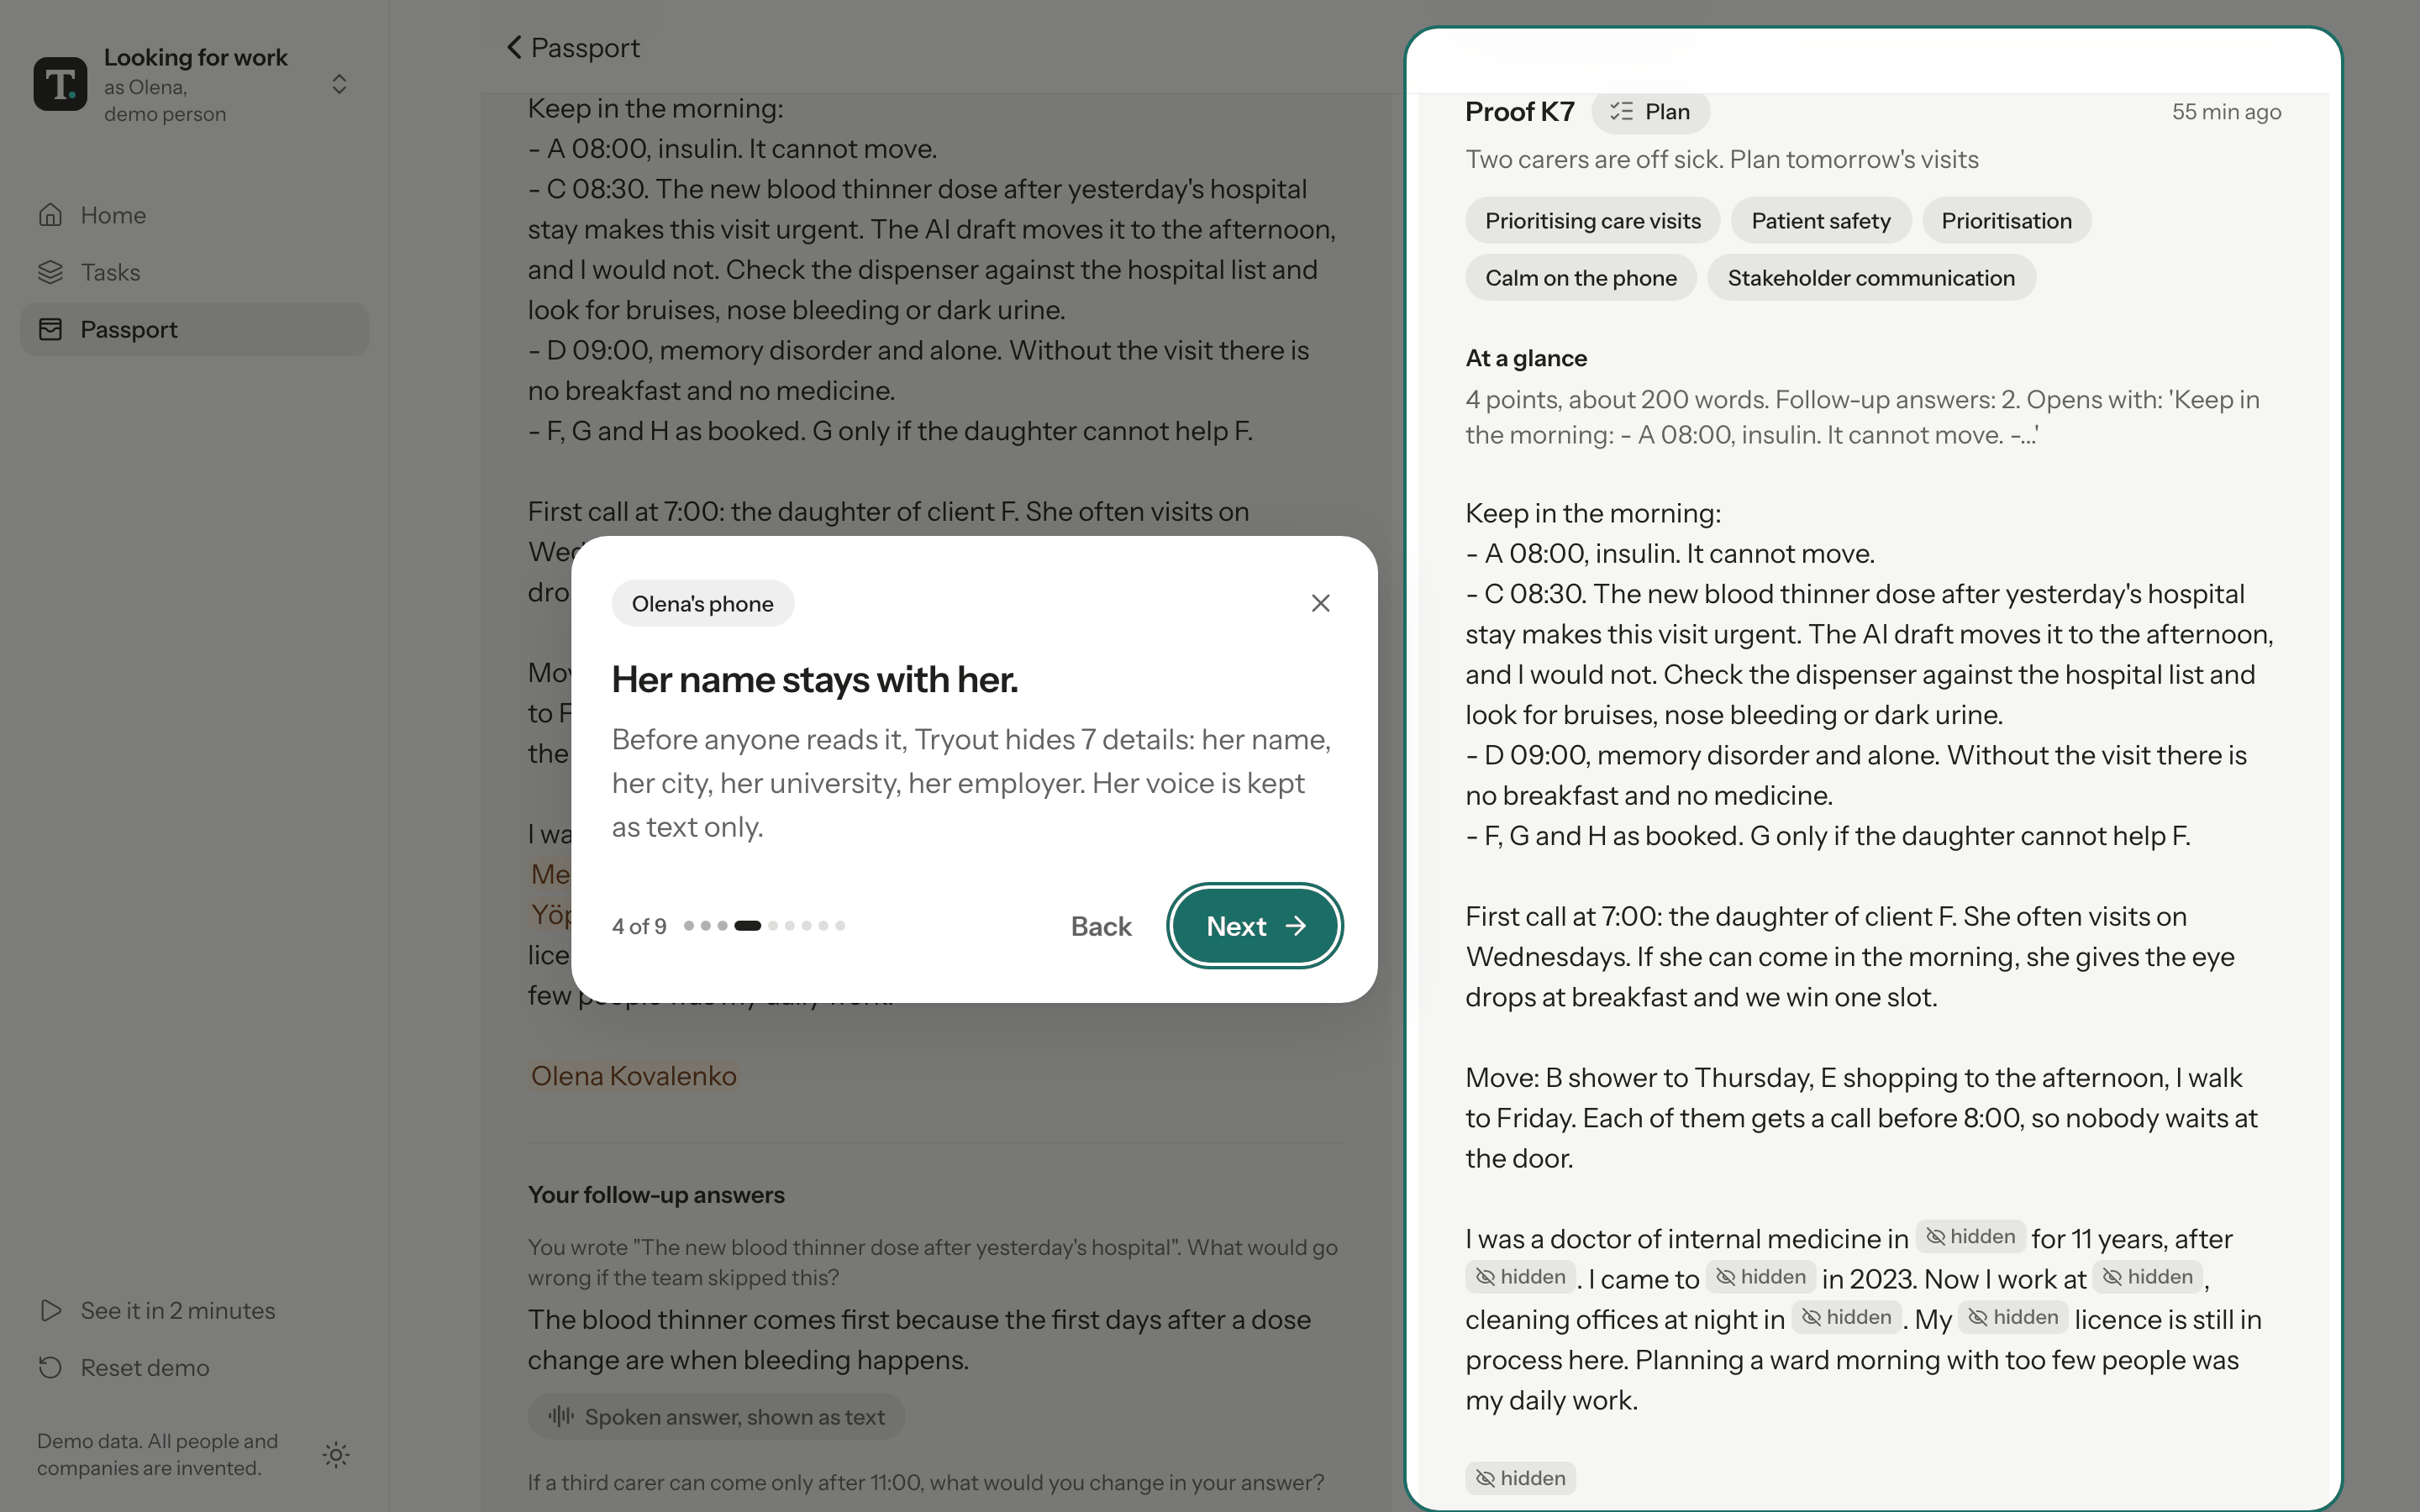 T.
Looking for work
as Olena,
demo person
Home
Tasks
Passport
See it in 2 minutes
Reset demo
Demo data. All people and
companies are invented.
Passport
Keep in the morning:
- A 08:00, insulin. It cannot move.
- C 08:30. The new blood thinner dose after yesterday's hospital
stay makes this visit urgent. The AI draft moves it to the afternoon,
and I would not. Check the dispenser against the hospital list and
look for bruises, nose bleeding or dark urine.
- D 09:00, memory disorder and alone. Without the visit there is
no breakfast and no medicine.
- F, G and H as booked. G only if the daughter cannot help F.
First call at 7:00: the daughter of client F. She often visits on
dro
to F
the
I wa
few
Olena Kovalenko
Your follow-up answers
You wrote "The new blood thinner dose after yesterday's hospital". What would go
wrong if the team skipped this?
The blood thinner comes first because the first days after a dose
change are when bleeding happens.
Spoken answer, shown as text
If a third carer can come only after 11:00, what would you change in your answer?
Olena's phone
Her name stays with her.
Before anyone reads it, Tryout hides 7 details: her name,
her city, her university, her employer. Her voice is kept
as text only.
4 of 9
Back
Next
Proof K7
Plan
55 min ago
Two carers are off sick. Plan tomorrow's visits
Prioritising care visits
Patient safety
Prioritisation
Calm on the phone
Stakeholder communication
At a glance
4 points, about 200 words. Follow-up answers: 2. Opens with: 'Keep in
the morning: - A 08:00, insulin. It cannot move. -...'
Keep in the morning:
- A 08:00, insulin. It cannot move.
- C 08:30. The new blood thinner dose after yesterday's hospital
stay makes this visit urgent. The AI draft moves it to the afternoon,
and I would not. Check the dispenser against the hospital list and
look for bruises, nose bleeding or dark urine.
- D 09:00, memory disorder and alone. Without the visit there is
no breakfast and no medicine.
- F, G and H as booked. G only if the daughter cannot help F.
First call at 7:00: the daughter of client F. She often visits on
Wednesdays. If she can come in the morning, she gives the eye
drops at breakfast and we win one slot.
Move: B shower to Thursday, E shopping to the afternoon, I walk
to Friday. Each of them gets a call before 8:00, so nobody waits at
the door.
I was a doctor of internal medicine in hidden for 11 years, after
hidden. I came to hidden in 2023. Now I work at hidden,
cleaning offices at night in hidden. My hidden licence is still in
process here. Planning a ward morning with too few people was
my daily work.
hidden